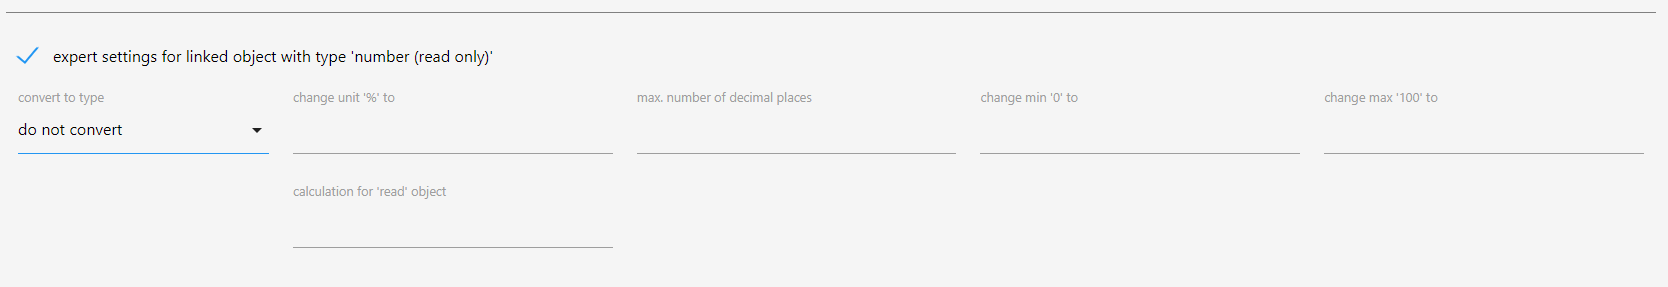 expert settings for linked object with type 'number (read only)'
convert to type
change unit '%' to
max. number of decimal places
change min '0' to
change max '100' to
do not convert
calculation for 'read' object